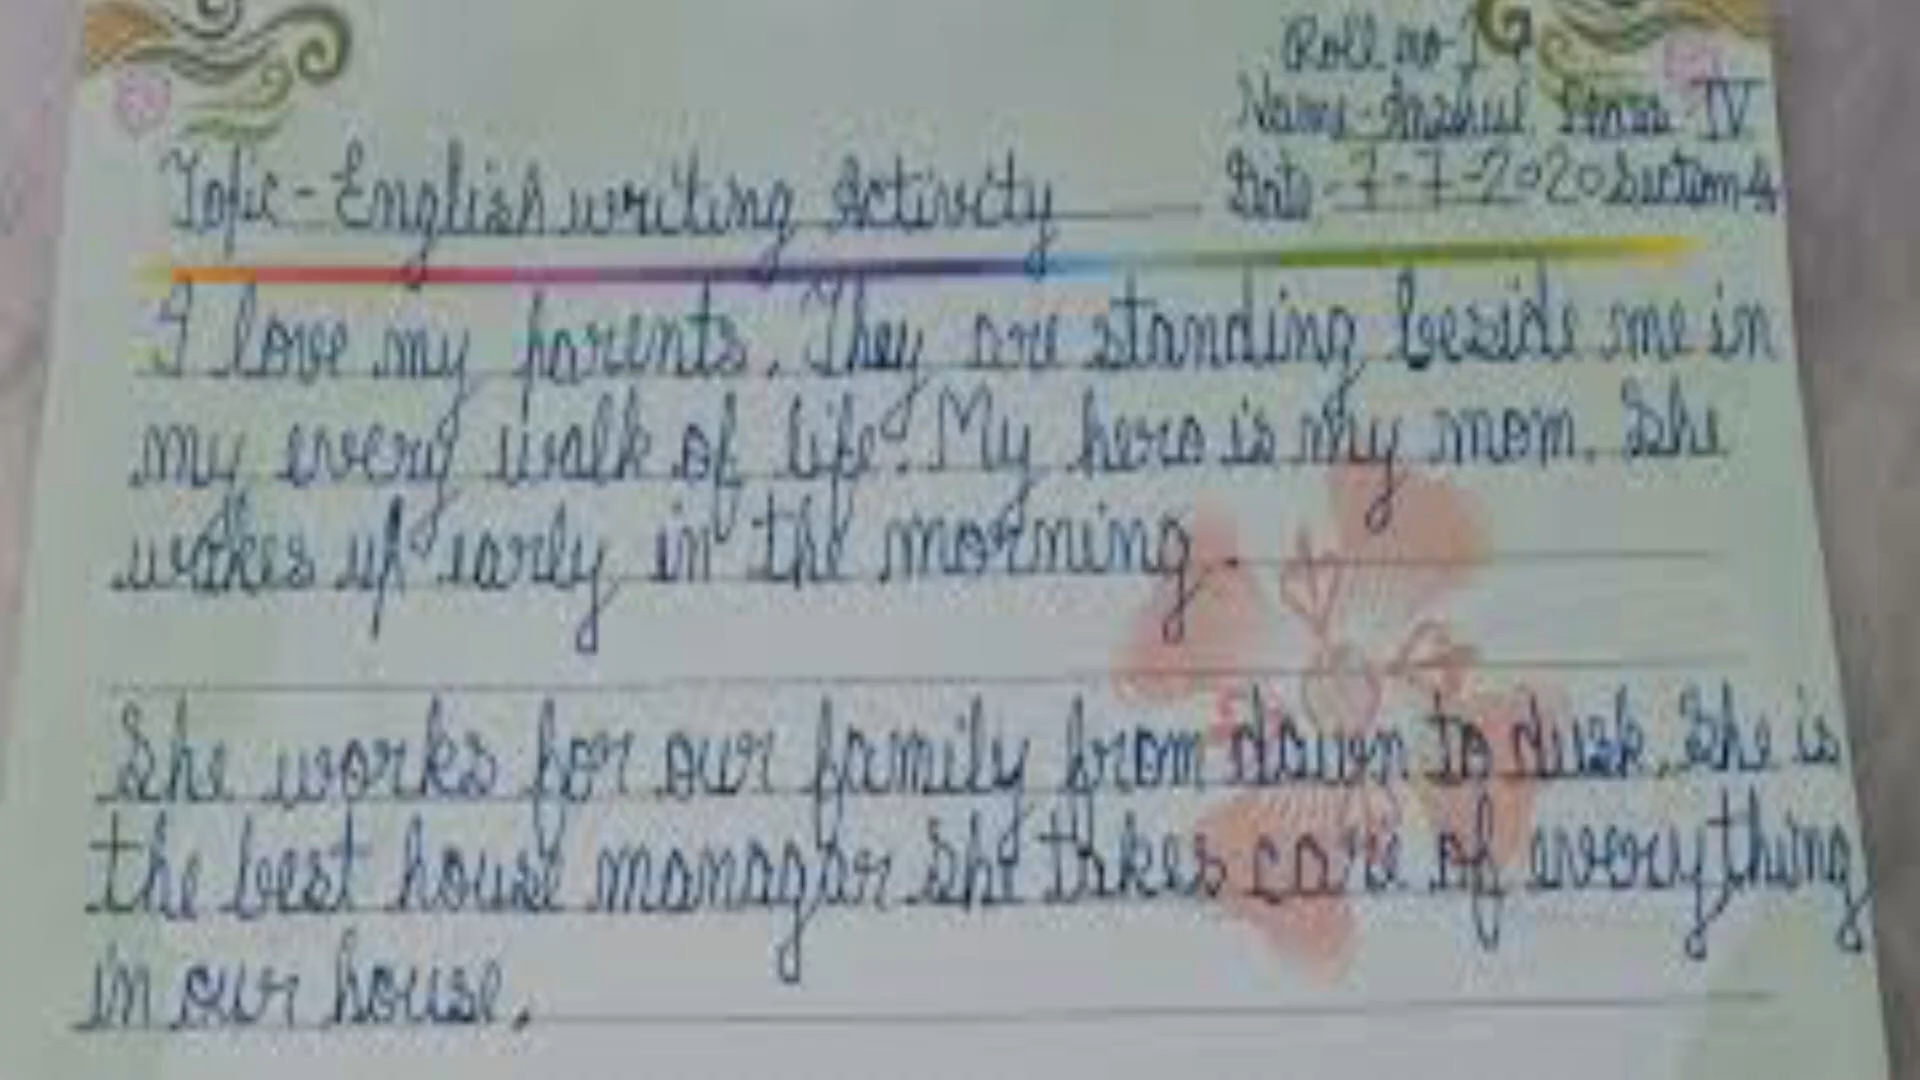 Roll no-
Name-Anshul Class IV
Topic-English writing Activity
Date-7-7-2020 Section-A
I love my parents. They are standing beside me in
my every walk of life. My hero is my mom. She
wakes up early in the morning.
She works for our family from dawn to dusk. She is
the best house managar She takes care of everything
in our house.